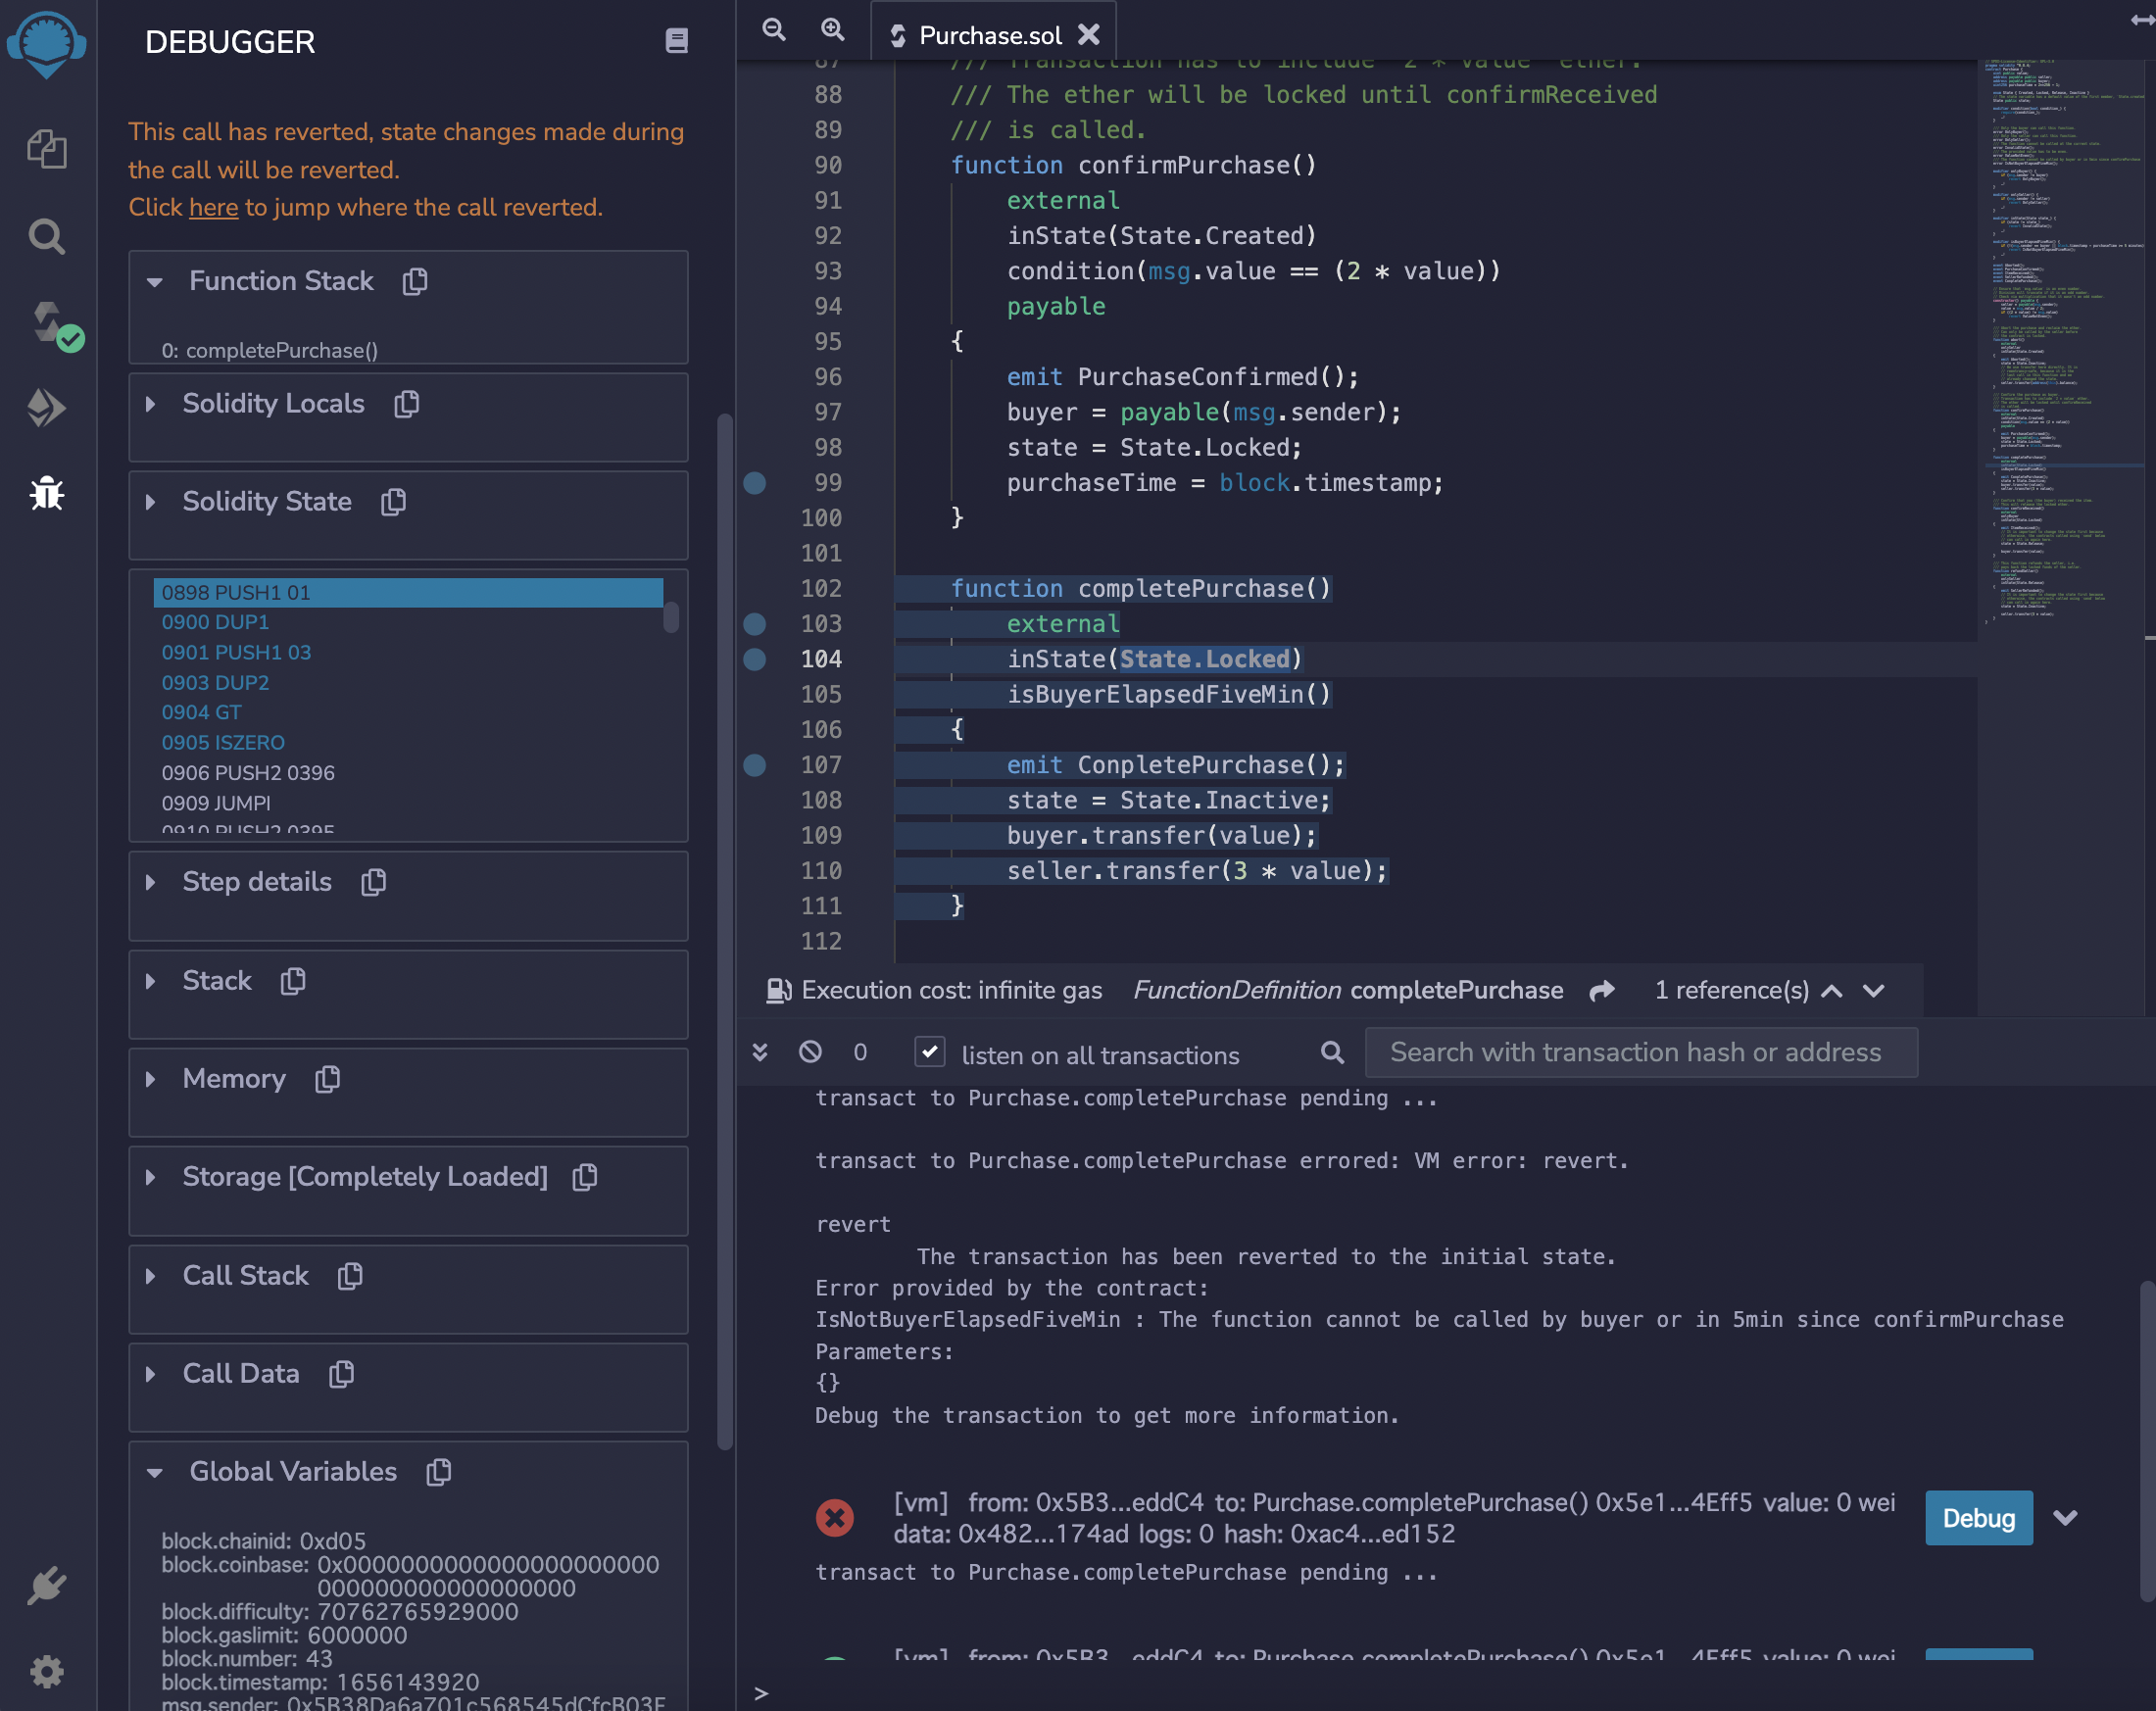 DEBUGGER
This call has reverted, state changes made during
the call will be reverted.
Click here to jump where the call reverted.
Function Stack
0: completePurchase()
Solidity Locals
Solidity State
0898 PUSH1 01
0900 DUP1
0901 PUSH1 03
0903 DUP2
0904 GT
0905 ISZERO
0906 PUSH2 0396
0909 JUMPI
0910 PUSH2 0395
Step details
Stack
Memory
Storage [Completely Loaded]
Call Stack
Call Data
Global Variables
block.chainid: 0xd05
block.coinbase: 0x0000000000000000000000
000000000000000000
block.difficulty: 70762765929000
block.gaslimit: 6000000
block.number: 43
block.timestamp: 1656143920
msg.sender: 0x5B38Da6a701c568545dCfcB03F
Purchase.sol
87 /// Transaction has to include `2 * value` ether.
88 /// The ether will be locked until confirmReceived
89 /// is called.
90 function confirmPurchase()
91 external
92 inState(State.Created)
93 condition(msg.value == (2 * value))
94 payable
95 {
96 emit PurchaseConfirmed();
97 buyer = payable(msg.sender);
98 state = State.Locked;
99 purchaseTime = block.timestamp;
100 }
101
102 function completePurchase()
103 external
104 inState(State.Locked)
105 isBuyerElapsedFiveMin()
106 {
107 emit ConpletePurchase();
108 state = State.Inactive;
109 buyer.transfer(value);
110 seller.transfer(3 * value);
111 }
112
Execution cost: infinite gas FunctionDefinition completePurchase 1 reference(s)
0 listen on all transactions Search with transaction hash or address
transact to Purchase.completePurchase pending ...
transact to Purchase.completePurchase errored: VM error: revert.
revert
The transaction has been reverted to the initial state.
Error provided by the contract:
IsNotBuyerElapsedFiveMin : The function cannot be called by buyer or in 5min since confirmPurchase
Parameters:
{}
Debug the transaction to get more information.
[vm] from: 0x5B3...eddC4 to: Purchase.completePurchase() 0x5e1...4Eff5 value: 0 wei
data: 0x482...174ad logs: 0 hash: 0xac4...ed152
Debug
transact to Purchase.completePurchase pending ...
[vm] from: 0x5B3...eddC4 to: Purchase.completePurchase() 0x5e1...4Eff5 value: 0 wei
>